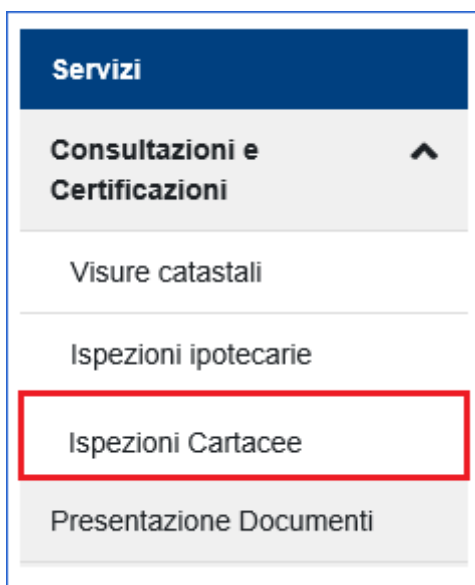 Servizi
Consultazioni e
Certificazioni
Visure catastali
Ispezioni ipotecarie
Ispezioni Cartacee
Presentazione Documenti